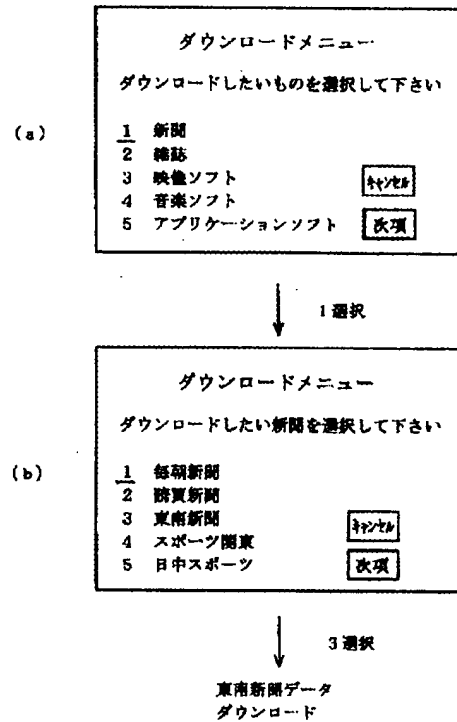 ダウンロードメニュー
ダウンロードしたいものを選択して下さい
(a)
1 新聞
2 雑誌
3 映像ソフト
キャンセル
4 音楽ソフト
5 アプリケーションソフト
次項
1選択
ダウンロードメニュー
ダウンロードしたい新聞を選択して下さい
(b)
1 毎朝新聞
2 読買新聞
3 東南新聞
キャンセル
4 スポーツ関東
5 日中スポーツ
次項
3選択
東南新聞データ
ダウンロード